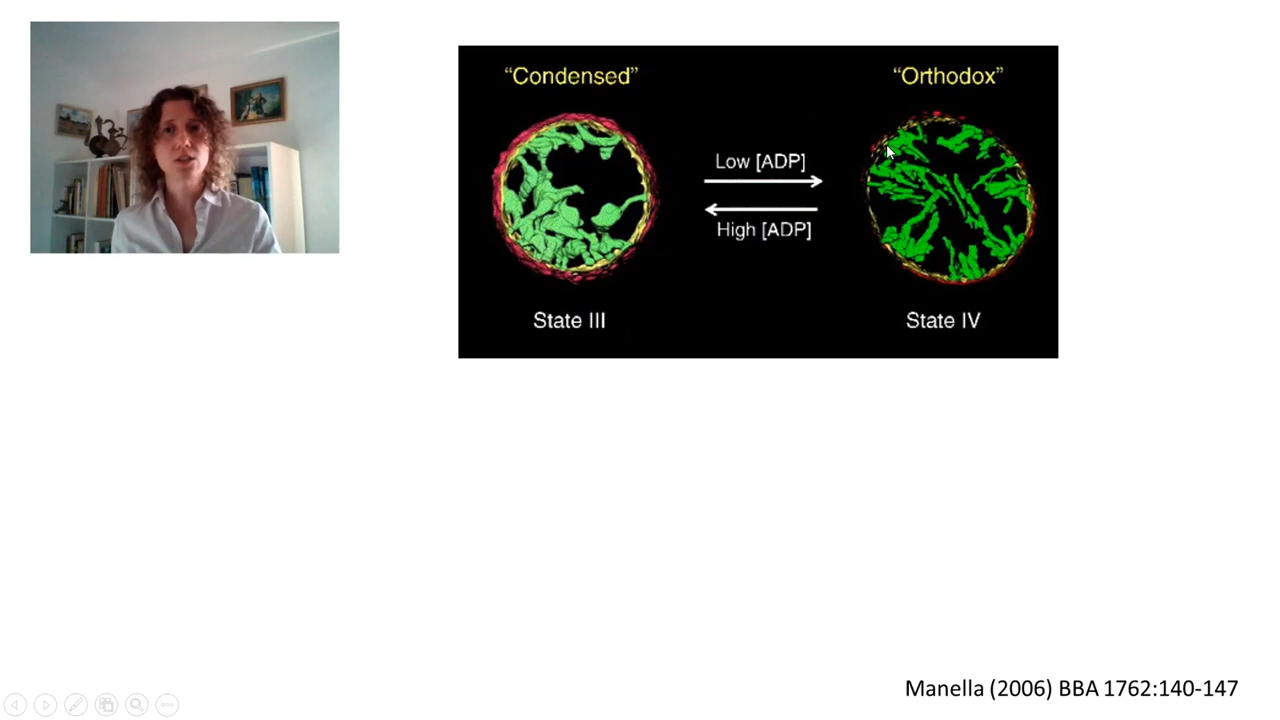 “Condensed”
“Orthodox”
Low [ADP]
High [ADP]
State III
State IV
Manella (2006) BBA 1762:140-147